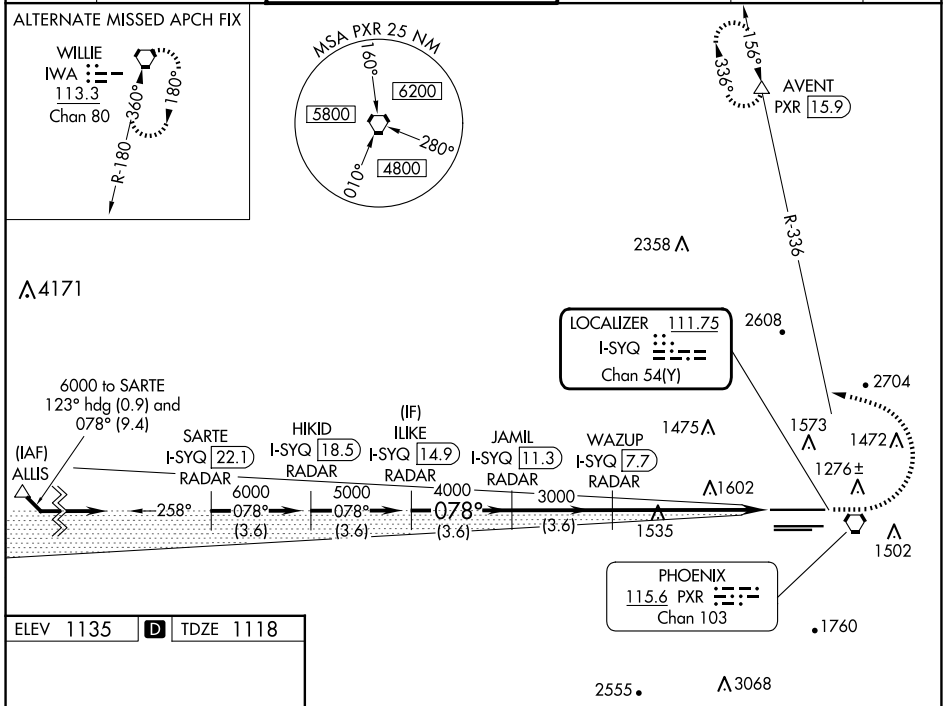 ALTERNATE MISSED APCH FIX
WILLIE
IWA
113.3
Chan 80
360°
180°
R-180
MSA PXR 25 NM
160°
6200
5800
280°
4800
010°
156°
336°
AVENT
PXR 15.9
R-336
2358
4171
LOCALIZER 111.75
I-SYQ
Chan 54(Y)
2608
2704
6000 to SARTE
123° hdg (0.9) and
078° (9.4)
(IAF)
ALLIS
SARTE
I-SYQ 22.1
RADAR
HIKID
I-SYQ 18.5
RADAR
(IF)
ILIKE
I-SYQ 14.9
RADAR
JAMIL
I-SYQ 11.3
RADAR
WAZUP
I-SYQ 7.7
RADAR
1475
1573
1472
1276±
1602
258°
6000
078°
(3.6)
5000
078°
(3.6)
4000
078°
(3.6)
3000
(3.6)
1535
1502
PHOENIX
115.6 PXR
Chan 103
1760
ELEV 1135 D TDZE 1118
2555
3068